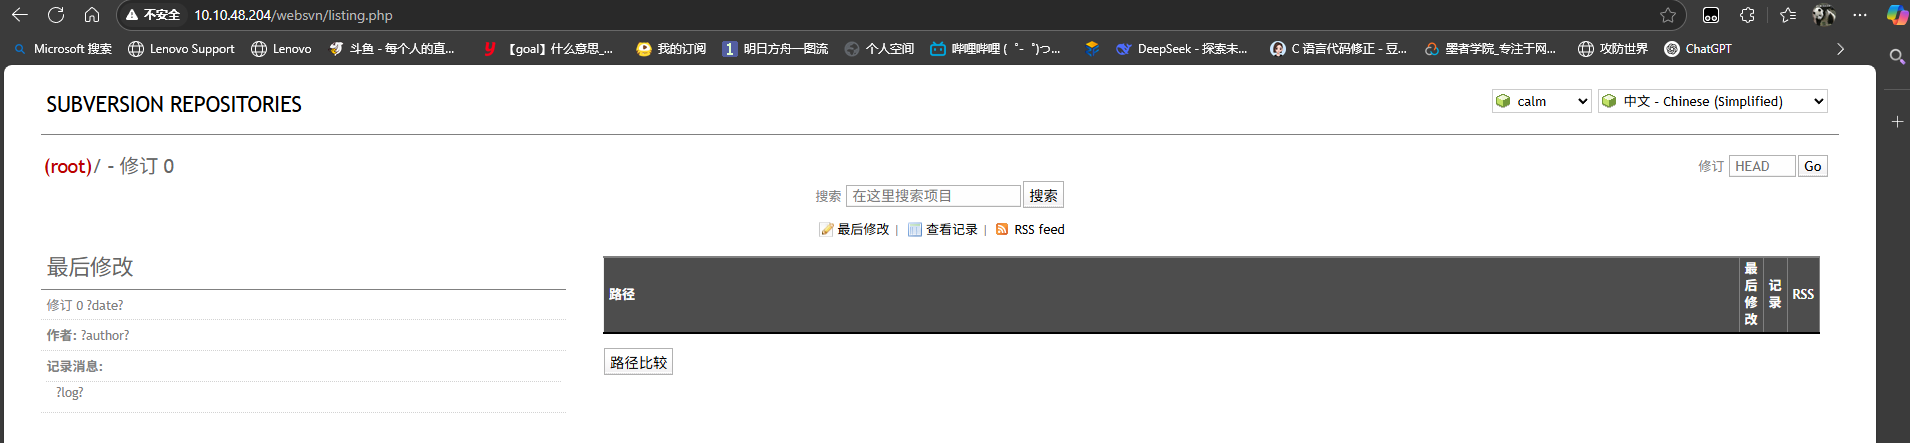 不安全 10.10.48.204/websvn/listing.php
Microsoft 搜索 Lenovo Support Lenovo 斗鱼 - 每个人的直... 【goal】什么意思_... 我的订阅 明日方舟一图流 个人空间 哔哩哔哩 (゜-゜)つ... DeepSeek - 探索未... C 语言代码修正 - 豆... 墨者学院_专注于网... 攻防世界 ChatGPT
SUBVERSION REPOSITORIES
calm 中文 - Chinese (Simplified)
(root)/ - 修订 0
修订 HEAD Go
搜索 在这里搜索项目 搜索
最后修改 | 查看记录 | RSS feed
最后修改
修订 0 ?date?
作者: ?author?
记录消息:
?log?
路径 最后修改 记录 RSS
路径比较